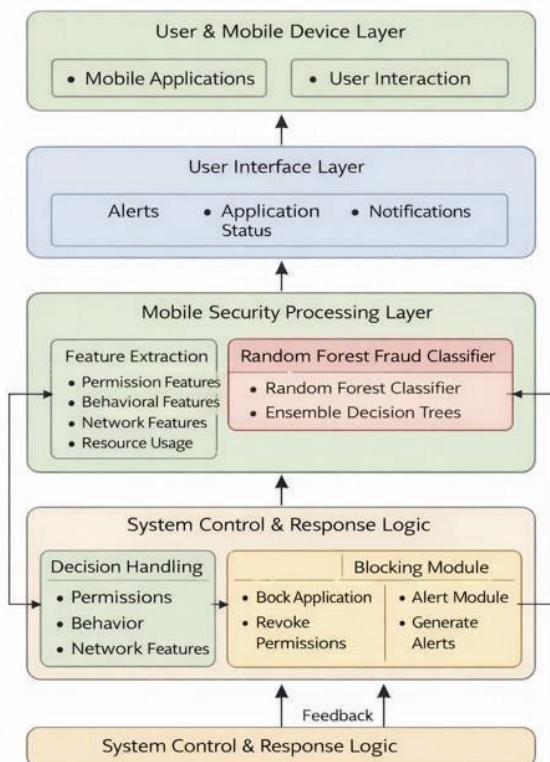 User & Mobile Device Layer
• Mobile Applications
• User Interaction
User Interface Layer
Alerts
• Application
Status
• Notifications
Mobile Security Processing Layer
Feature Extraction
• Permission Features
• Behavioral Features
• Network Features
• Resource Usage
Random Forest Fraud Classifier
• Random Forest Classifier
• Ensemble Decision Trees
System Control & Response Logic
Decision Handling
• Permissions
• Behavior
• Network Features
Blocking Module
• Bock Application
• Revoke
Permissions
• Alert Module
• Generate
Alerts
Feedback
System Control & Response Logic